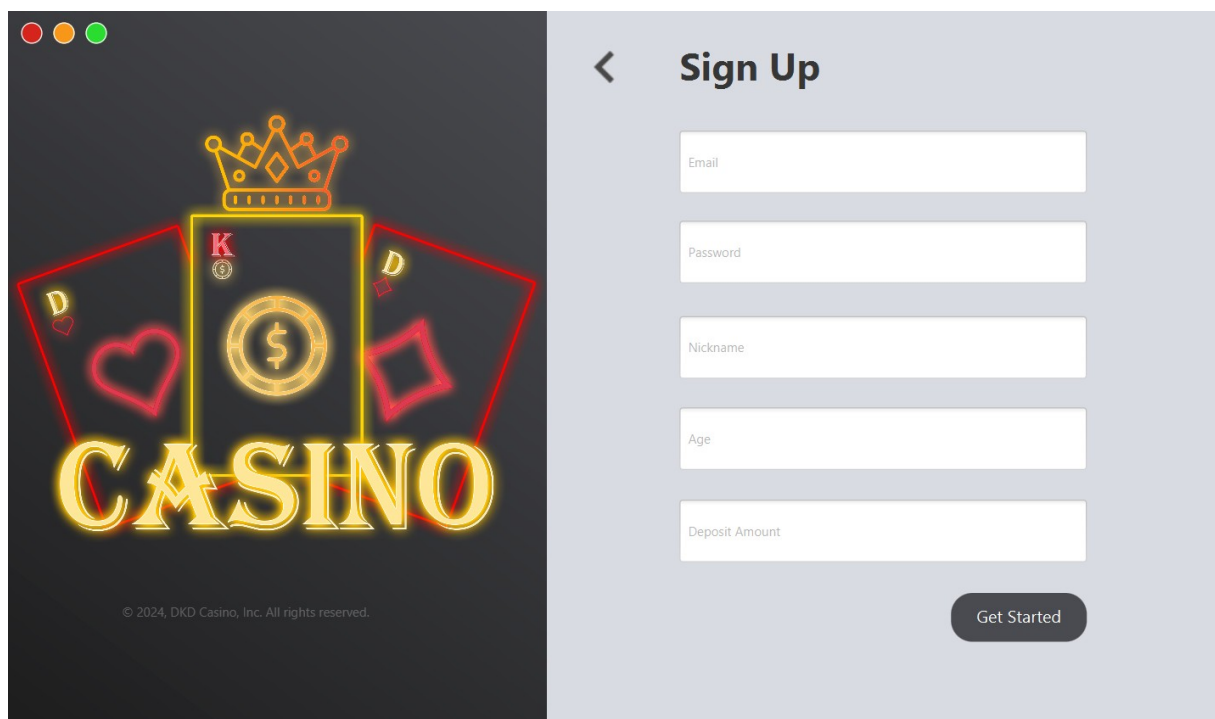 K
D
D
CASINO
© 2024, DKD Casino, Inc. All rights reserved.
Sign Up
Email
Password
Nickname
Age
Deposit Amount
Get Started